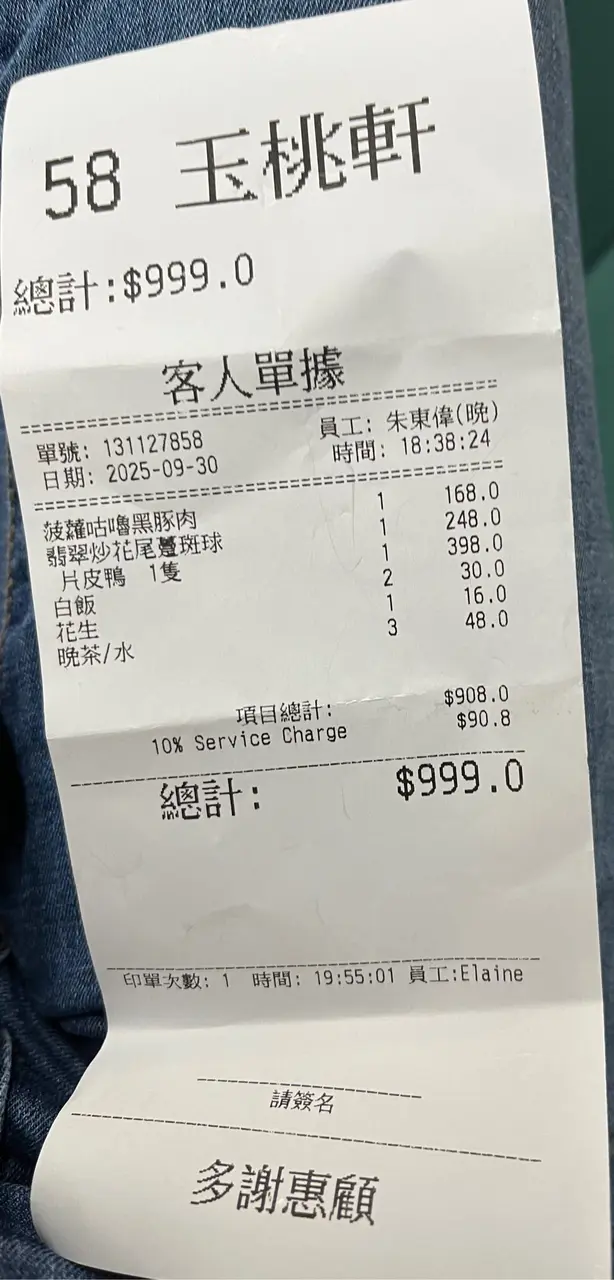 58 玉桃軒
總計:$999.0
客人單據
單號: 131127858 員工: 朱東偉(晩)
日期: 2025-09-30 時間: 18:38:24
菠蘿咕嚕黑豚肉 1 168.0
翡翠炒花尾躉斑球 1 248.0
片皮鴨 1隻 1 398.0
白飯 2 30.0
花生 1 16.0
晩茶/水 3 48.0
項目總計: $908.0
10% Service Charge $90.8
總計: $999.0
印單次數: 1 時間: 19:55:01 員工:Elaine
請簽名
多謝惠顧